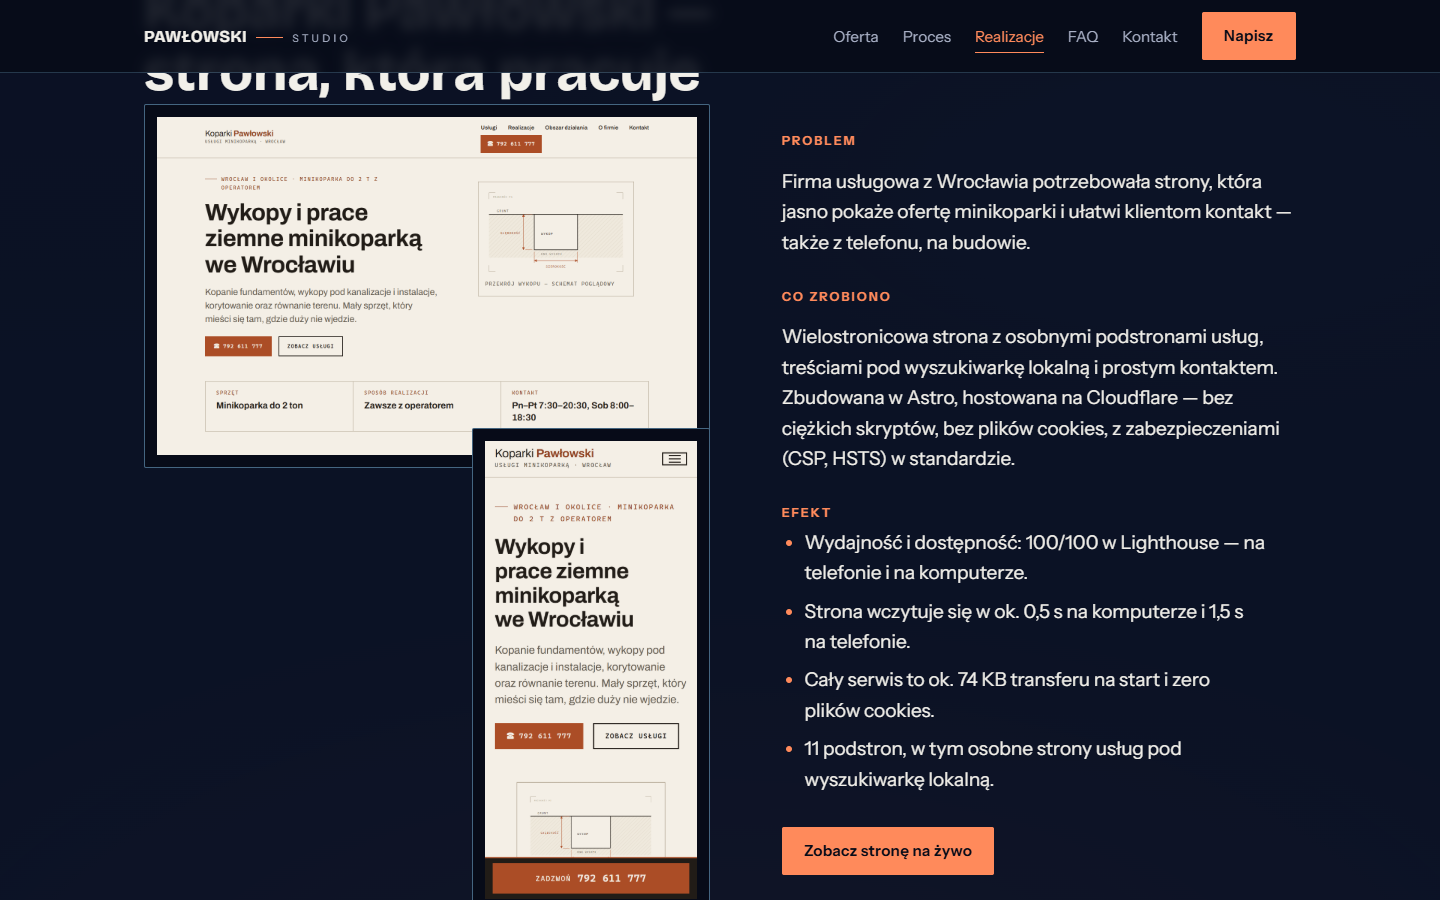 PAWŁOWSKI — STUDIO
Oferta Proces Realizacje FAQ Kontakt Napisz
Koparki PAWŁOWSKI —
strona, która pracuje
Koparki Pawłowski
USŁUGI MINIKOPARKĄ · WROCŁAW
Usługi Realizacje Obszar działania O firmie Kontakt
☎ 792 611 777
WROCŁAW I OKOLICE · MINIKOPARKA DO 2 T Z
OPERATOREM
Wykopy i prace
ziemne minikoparką
we Wrocławiu
Kopanie fundamentów, wykopy pod kanalizacje i instalacje,
korytowanie oraz równanie terenu. Mały sprzęt, który
mieści się tam, gdzie duży nie wjedzie.
☎ 792 611 777
ZOBACZ USŁUGI
PRZEKRÓJ WYKOPU — SCHEMAT POGLĄDOWY
SPRZĘT
Minikoparka do 2 ton
SPOSÓB REALIZACJI
Zawsze z operatorem
KONTAKT
Pn–Pt 7:30–20:30, Sob 8:00–
18:30
Koparki Pawłowski
USŁUGI MINIKOPARKĄ · WROCŁAW
WROCŁAW I OKOLICE · MINIKOPARKA
DO 2 T Z OPERATOREM
Wykopy i
prace ziemne
minikoparką
we Wrocławiu
Kopanie fundamentów, wykopy pod
kanalizacje i instalacje, korytowanie
oraz równanie terenu. Mały sprzęt, który
mieści się tam, gdzie duży nie wjedzie.
☎ 792 611 777
ZOBACZ USŁUGI
ZADZWOŃ 792 611 777
PROBLEM
Firma usługowa z Wrocławia potrzebowała strony, która
jasno pokaże ofertę minikoparki i ułatwi klientom kontakt —
także z telefonu, na budowie.
CO ZROBIONO
Wielostronicowa strona z osobnymi podstronami usług,
treściami pod wyszukiwarkę lokalną i prostym kontaktem.
Zbudowana w Astro, hostowana na Cloudflare — bez
ciężkich skryptów, bez plików cookies, z zabezpieczeniami
(CSP, HSTS) w standardzie.
EFEKT
• Wydajność i dostępność: 100/100 w Lighthouse — na
telefonie i na komputerze.
• Strona wczytuje się w ok. 0,5 s na komputerze i 1,5 s
na telefonie.
• Cały serwis to ok. 74 KB transferu na start i zero
plików cookies.
• 11 podstron, w tym osobne strony usług pod
wyszukiwarkę lokalną.
Zobacz stronę na żywo